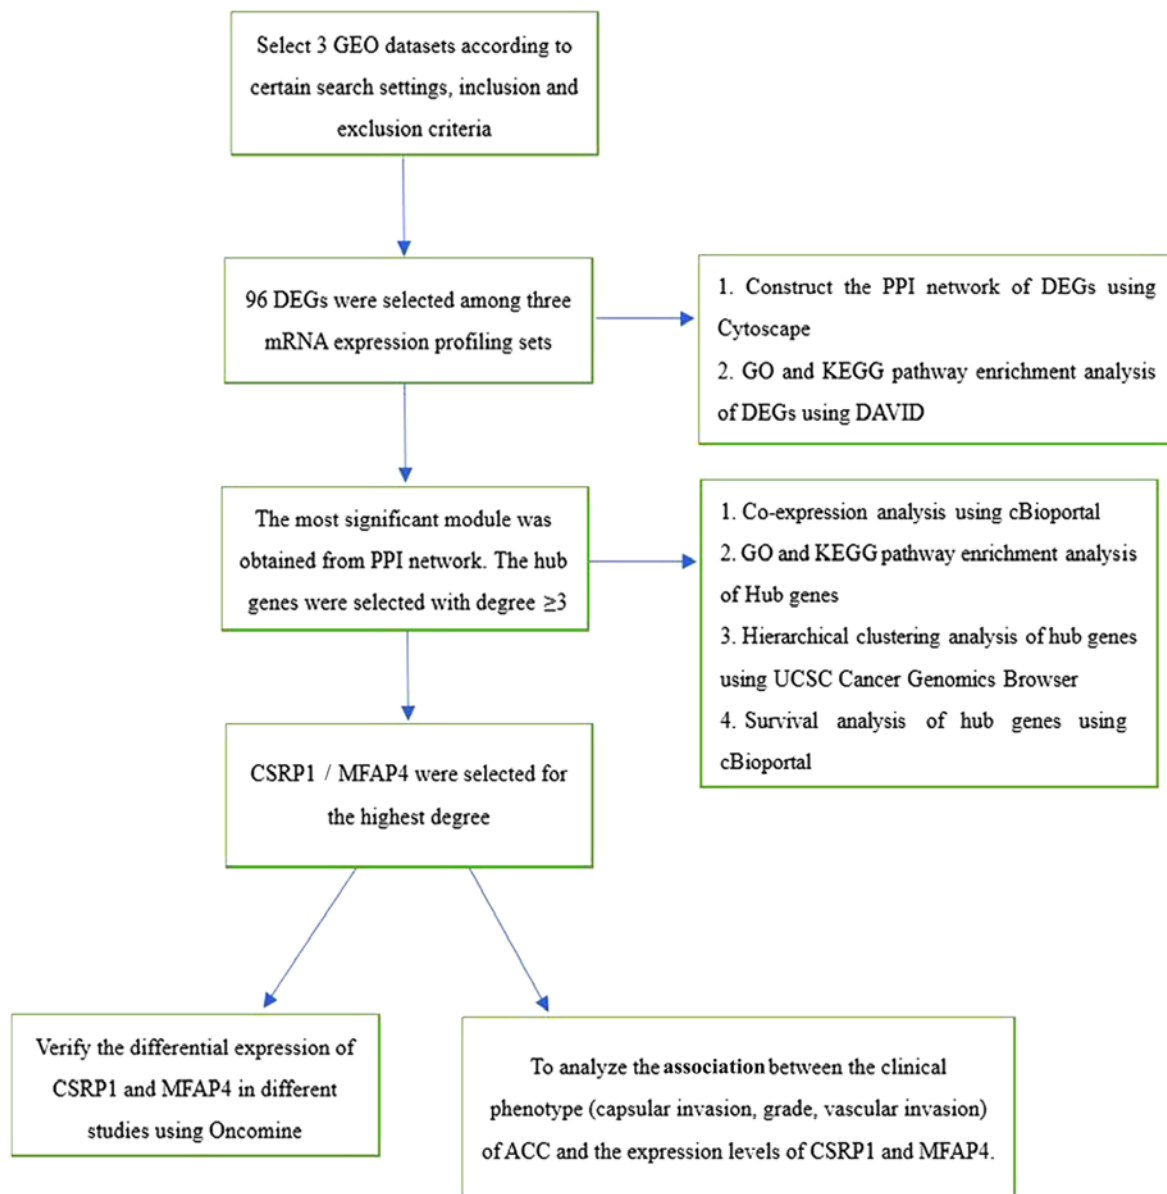 Select 3 GEO datasets according to
certain search settings, inclusion and
exclusion criteria
96 DEGs were selected among three
mRNA expression profiling sets
1. Construct the PPI network of DEGs using
Cytoscape
2. GO and KEGG pathway enrichment analysis
of DEGs using DAVID
The most significant module was
obtained from PPI network. The hub
genes were selected with degree ≥3
1. Co-expression analysis using cBioportal
2. GO and KEGG pathway enrichment analysis
of Hub genes
3. Hierarchical clustering analysis of hub genes
using UCSC Cancer Genomics Browser
4. Survival analysis of hub genes using
cBioportal
CSRP1 / MFAP4 were selected for
the highest degree
Verify the differential expression of
CSRP1 and MFAP4 in different
studies using Oncomine
To analyze the association between the clinical
phenotype (capsular invasion, grade, vascular invasion)
of ACC and the expression levels of CSRP1 and MFAP4.